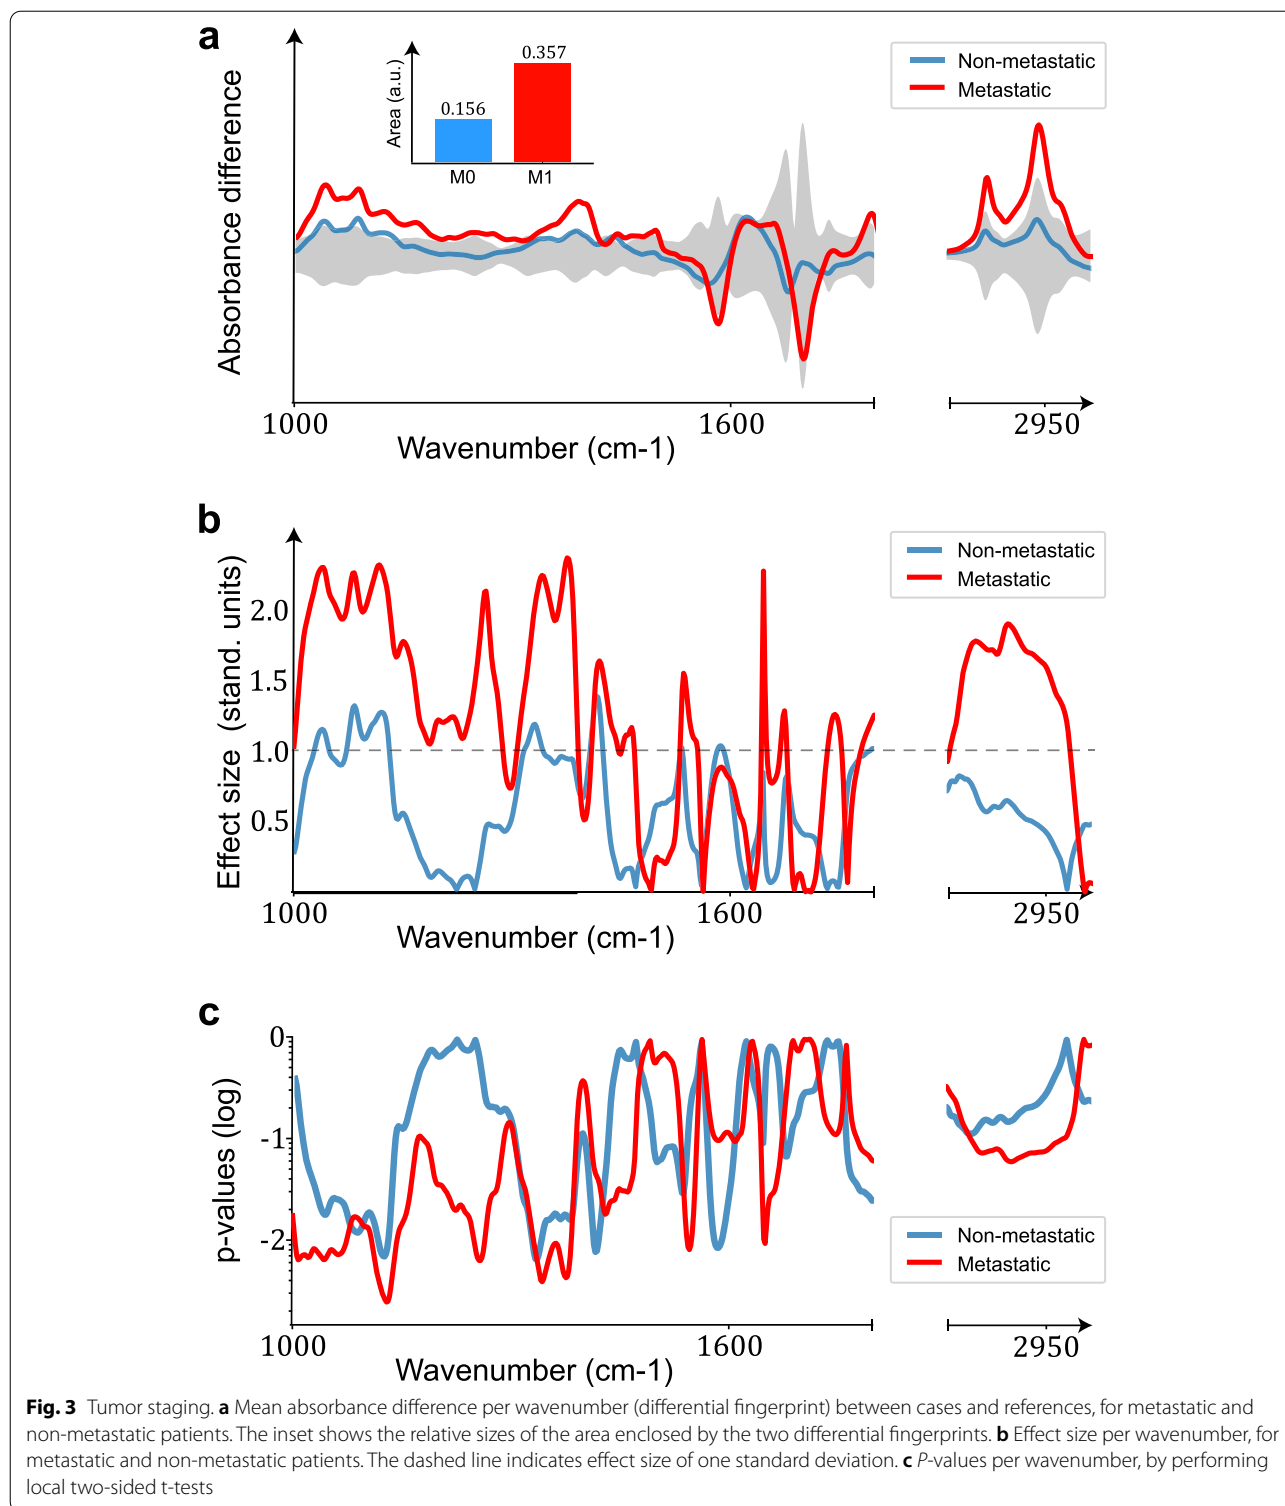 a
Absorbance difference
Area (a.u.)
0.156
0.357
M0
M1
Non-metastatic
Metastatic
1000
1600
2950
Wavenumber (cm-1)
b
Effect size (stand. units)
2.0
1.5
1.0
0.5
Non-metastatic
Metastatic
1000
1600
2950
Wavenumber (cm-1)
c
p-values (log)
0
-1
-2
Non-metastatic
Metastatic
1000
1600
2950
Wavenumber (cm-1)
Fig. 3 Tumor staging. a Mean absorbance difference per wavenumber (differential fingerprint) between cases and references, for metastatic and
non-metastatic patients. The inset shows the relative sizes of the area enclosed by the two differential fingerprints. b Effect size per wavenumber, for
metastatic and non-metastatic patients. The dashed line indicates effect size of one standard deviation. c P-values per wavenumber, by performing
local two-sided t-tests